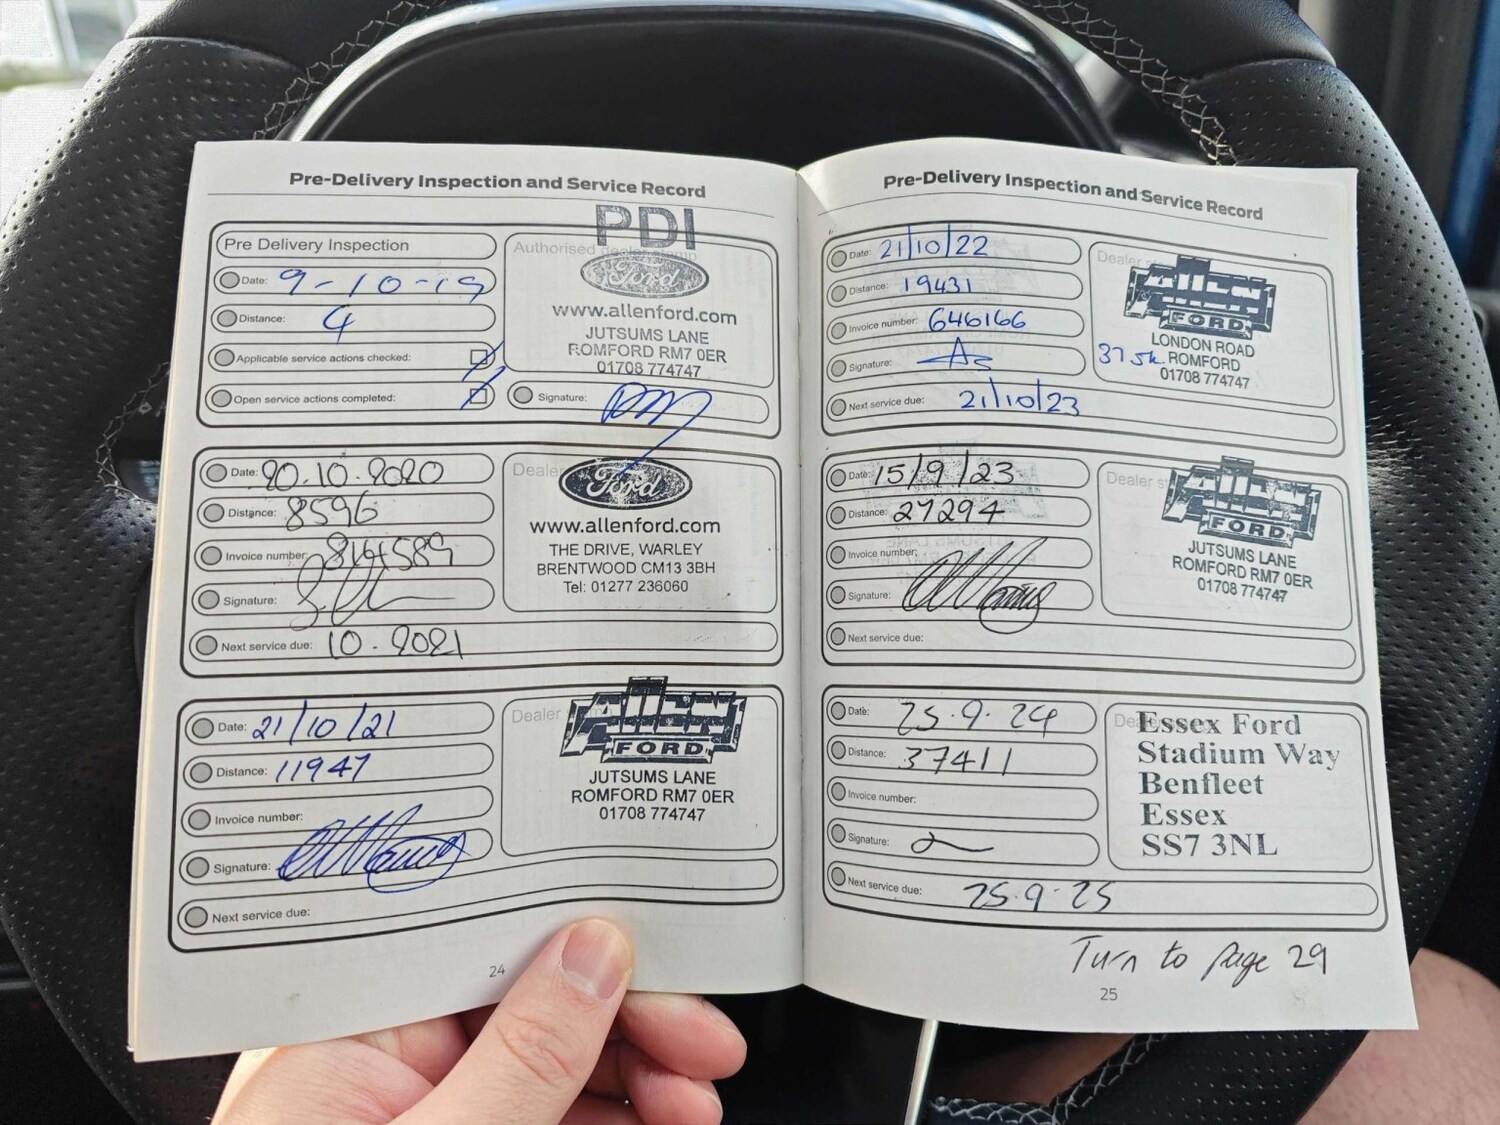 Pre-Delivery Inspection and Service Record
Pre Delivery Inspection
Date: 9-10-19
Distance: 4
Applicable service actions checked:
Open service actions completed:
Authorised dealer stamp
PDI
Ford
www.allenford.com
JUTSUMS LANE
ROMFORD RM7 0ER
01708 774747
Signature:
Date: 20.10.2020
Distance: 8596
Invoice number: 814589
Signature:
Next service due: 10.2021
Dealer
Ford
www.allenford.com
THE DRIVE, WARLEY
BRENTWOOD CM13 3BH
Tel: 01277 236060
Date: 21/10/21
Distance: 11947
Invoice number:
Signature:
Next service due:
Dealer
ALLEN
FORD
JUTSUMS LANE
ROMFORD RM7 0ER
01708 774747
24
Pre-Delivery Inspection and Service Record
Date: 21/10/22
Distance: 19431
Invoice number: 646166
Signature:
Next service due: 21/10/23
Dealer
ALLEN
FORD
LONDON ROAD
ROMFORD
01708 774747
37.5k
Date: 15/9/23
Distance: 27294
Invoice number:
Signature:
Next service due:
Dealer
ALLEN
FORD
JUTSUMS LANE
ROMFORD RM7 0ER
01708 774747
Date: 25.9.24
Distance: 37411
Invoice number:
Signature:
Next service due: 25.9.25
Essex Ford
Stadium Way
Benfleet
Essex
SS7 3NL
Turn to page 29
25